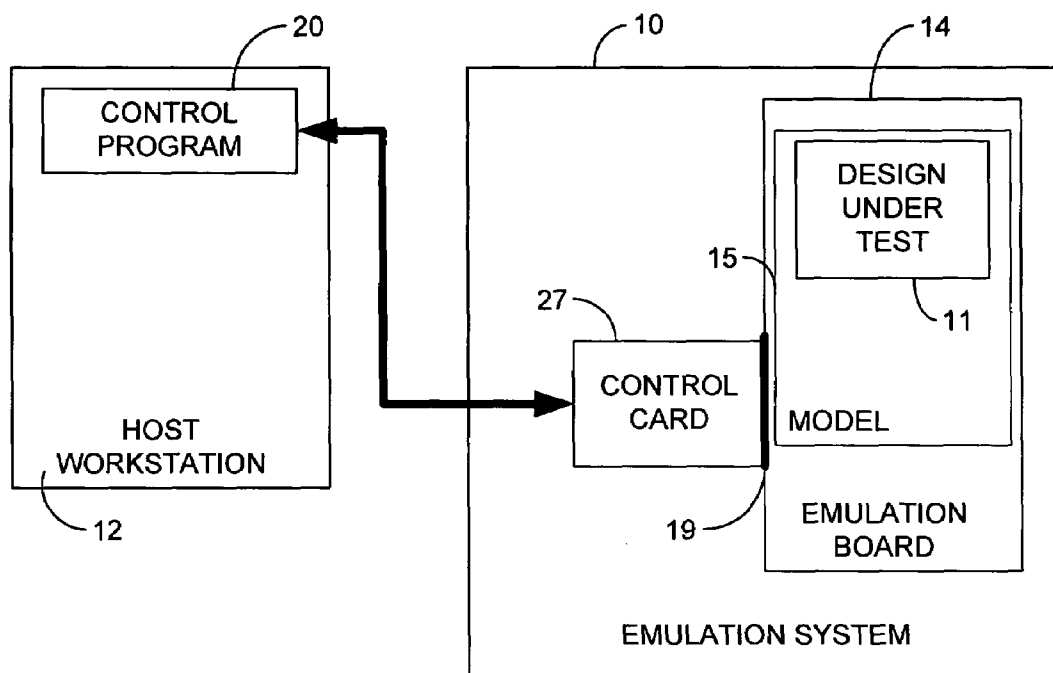 20
10
14
CONTROL
PROGRAM
DESIGN
UNDER
TEST
15
11
27
CONTROL
CARD
MODEL
HOST
WORKSTATION
12
19
EMULATION
BOARD
EMULATION SYSTEM